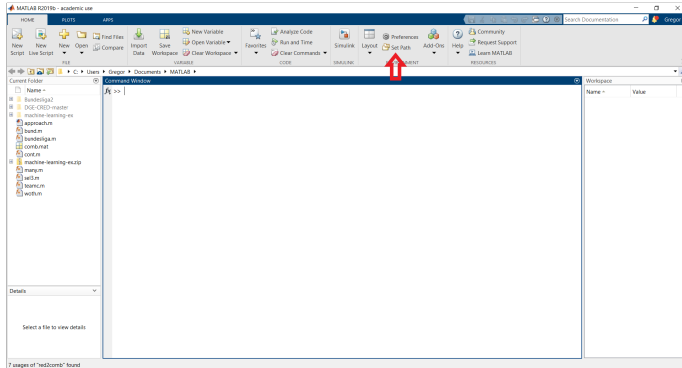 MATLAB R2019b - academic use
HOME PLOTS APPS
Search Documentation Gregor
New Script
New Live Script
New
Open
Find Files
Compare
Import Data
Save Workspace
New Variable
Open Variable
Clear Workspace
Favorites
Analyze Code
Run and Time
Clear Commands
Simulink
Layout
Preferences
Set Path
Add-Ons
Help
Community
Request Support
Learn MATLAB
FILE VARIABLE CODE SIMULINK RESOURCES
C: Users Gregor Documents MATLAB
Current Folder
Name
Bundesliga2
DGE-CRED-master
machine-learning-ex
approach.m
bund.m
bundesliga.m
comb.mat
cont.m
machine-learning-ex.zip
manj.m
sel3.m
teamc.m
woth.m
Details
Select a file to view details
Command Window
fx >>
Workspace
Name Value
7 usages of "red2comb" found